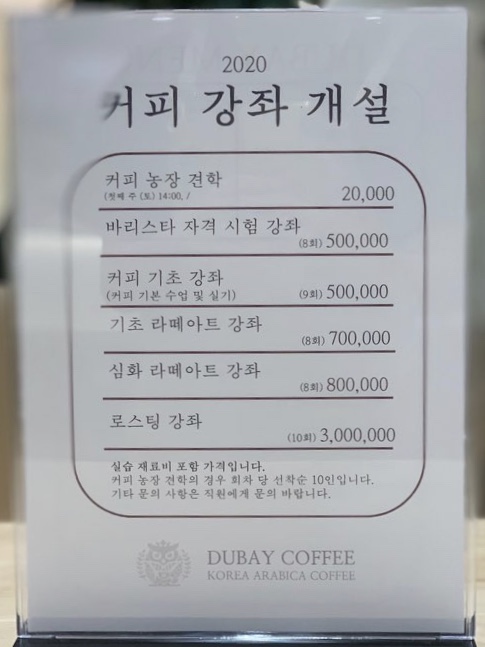 2020
커피 강좌 개설
커피 농장 견학
(첫째 주 (토) 14:00, /
20,000
바리스타 자격 시험 강좌
(8회) 500,000
커피 기초 강좌
(커피 기본 수업 및 실기)
(9회) 500,000
기초 라떼아트 강좌
(8회) 700,000
심화 라떼아트 강좌
(8회) 800,000
로스팅 강좌
(10회) 3,000,000
실습 재료비 포함 가격입니다.
커피 농장 견학의 경우 회차 당 선착순 10인입니다.
기타 문의 사항은 직원에게 문의 바랍니다.
DUBAY COFFEE
KOREA ARABICA COFFEE